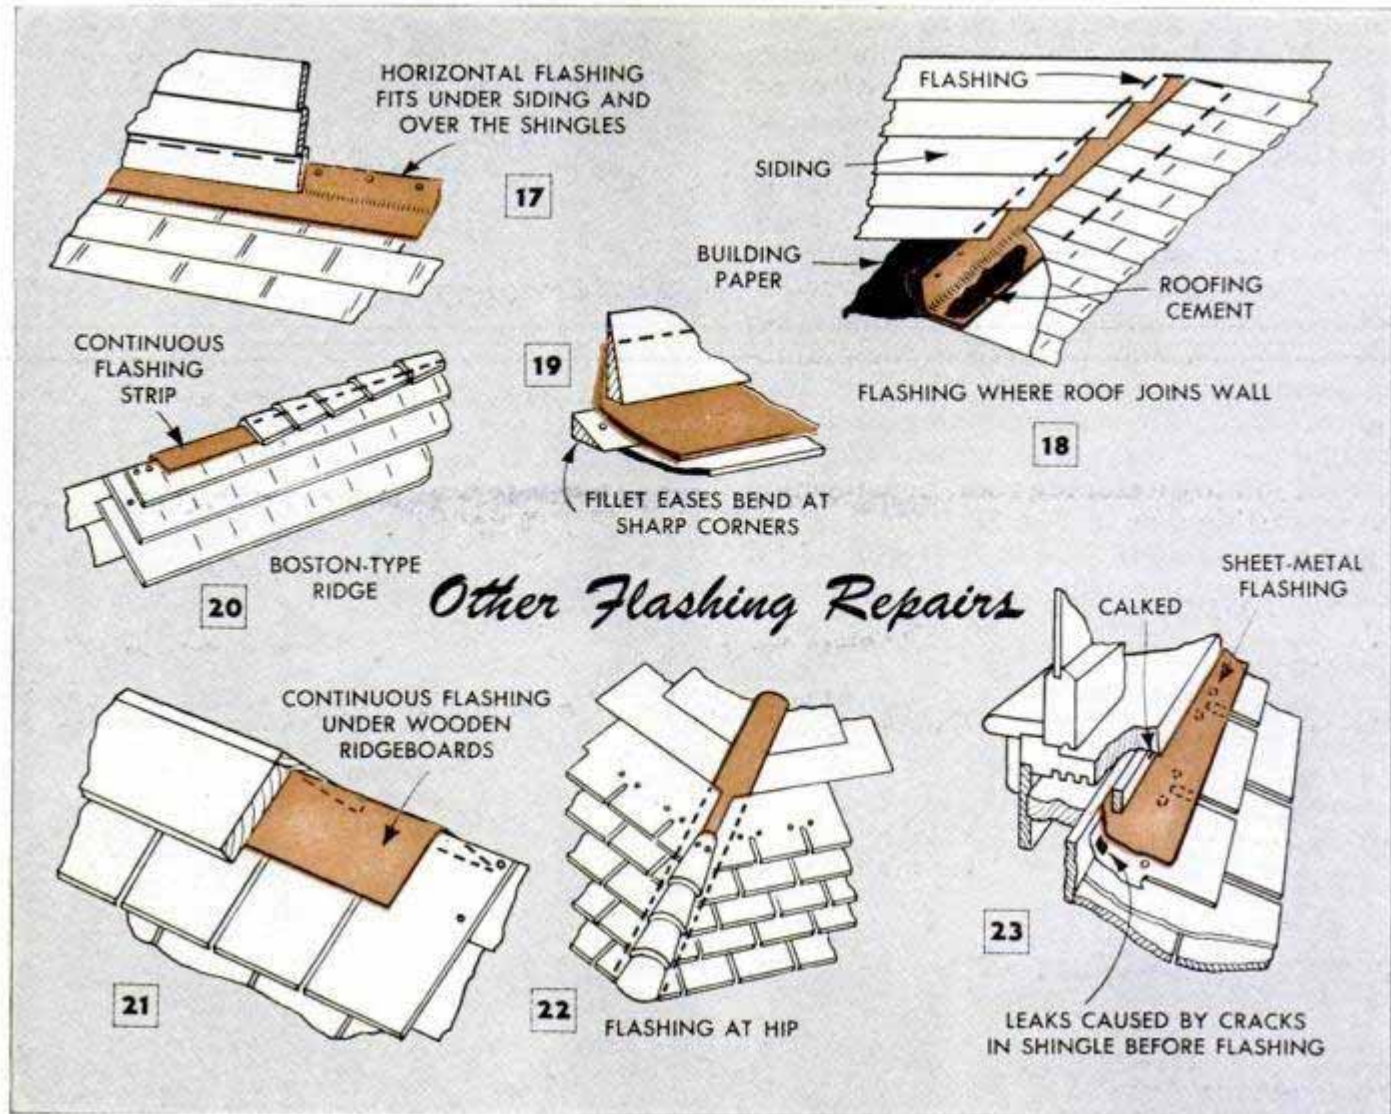 HORIZONTAL FLASHING
FITS UNDER SIDING AND
OVER THE SHINGLES
17
FLASHING
SIDING
BUILDING
PAPER
ROOFING
CEMENT
FLASHING WHERE ROOF JOINS WALL
18
CONTINUOUS
FLASHING
STRIP
BOSTON-TYPE
RIDGE
20
19
FILLET EASES BEND AT
SHARP CORNERS
Other Flashing Repairs
CONTINUOUS FLASHING
UNDER WOODEN
RIDGEBOARDS
21
22
FLASHING AT HIP
SHEET-METAL
FLASHING
CALKED
23
LEAKS CAUSED BY CRACKS
IN SHINGLE BEFORE FLASHING